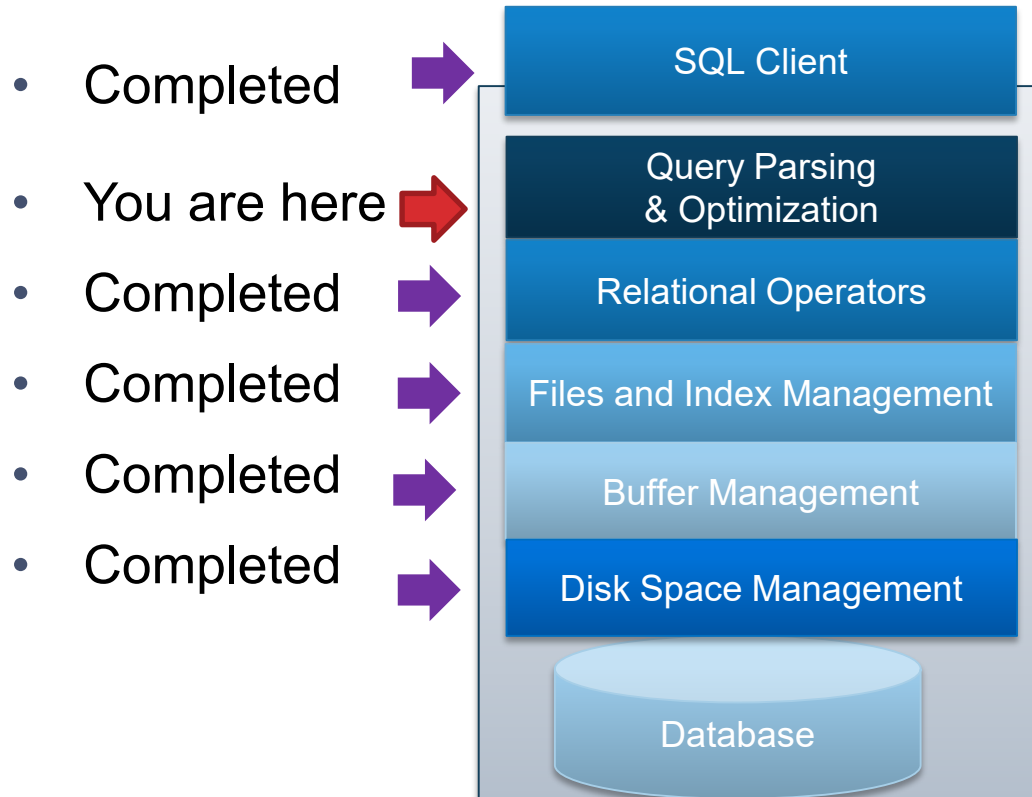 • Completed
SQL Client
• You are here
Query Parsing
& Optimization
• Completed
Relational Operators
• Completed
Files and Index Management
• Completed
Buffer Management
• Completed
Disk Space Management
Database